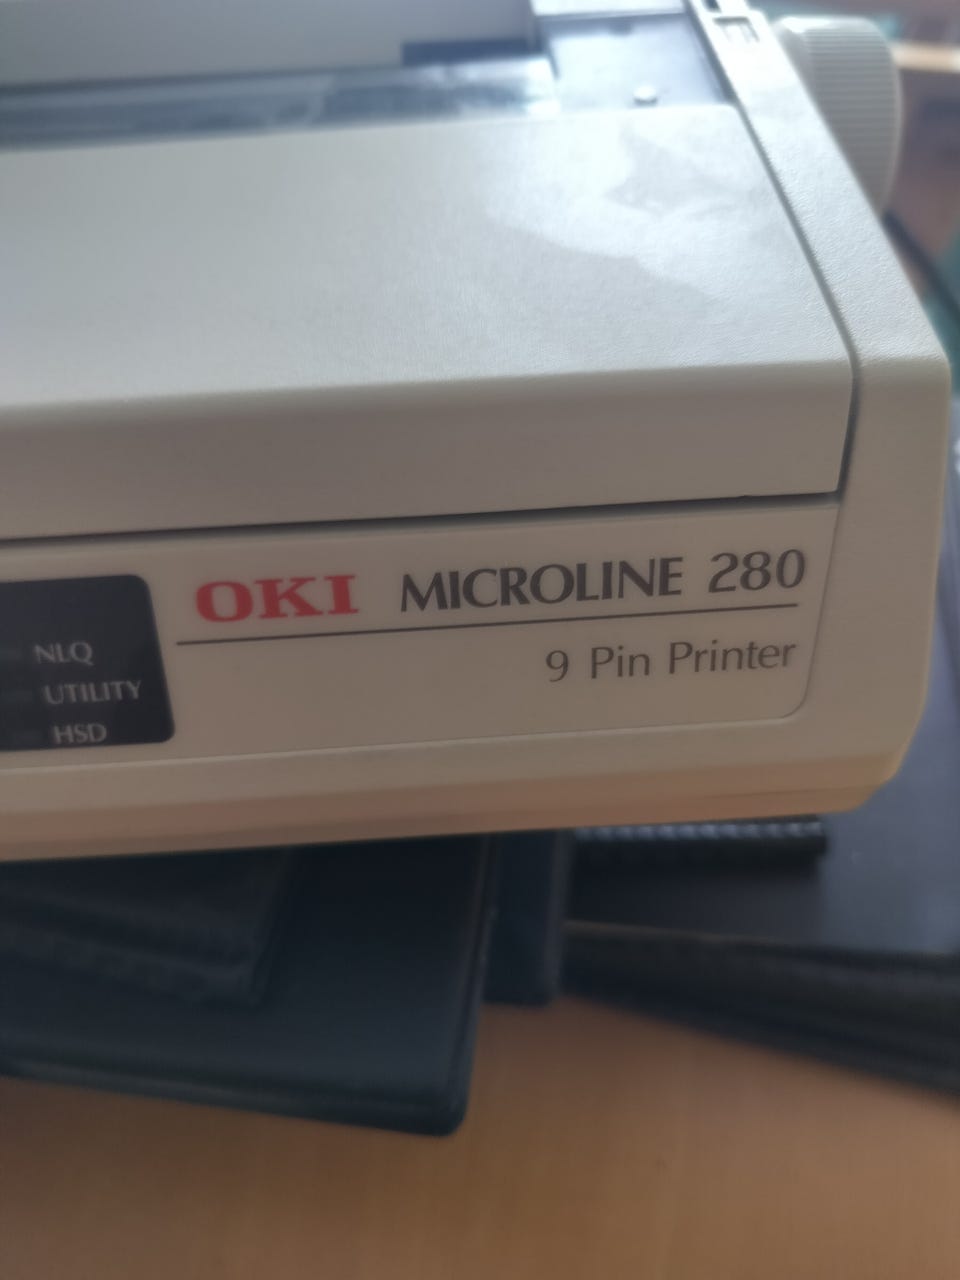 OKI MICROLINE 280
9 Pin Printer
NLQ
UTILITY
HSD